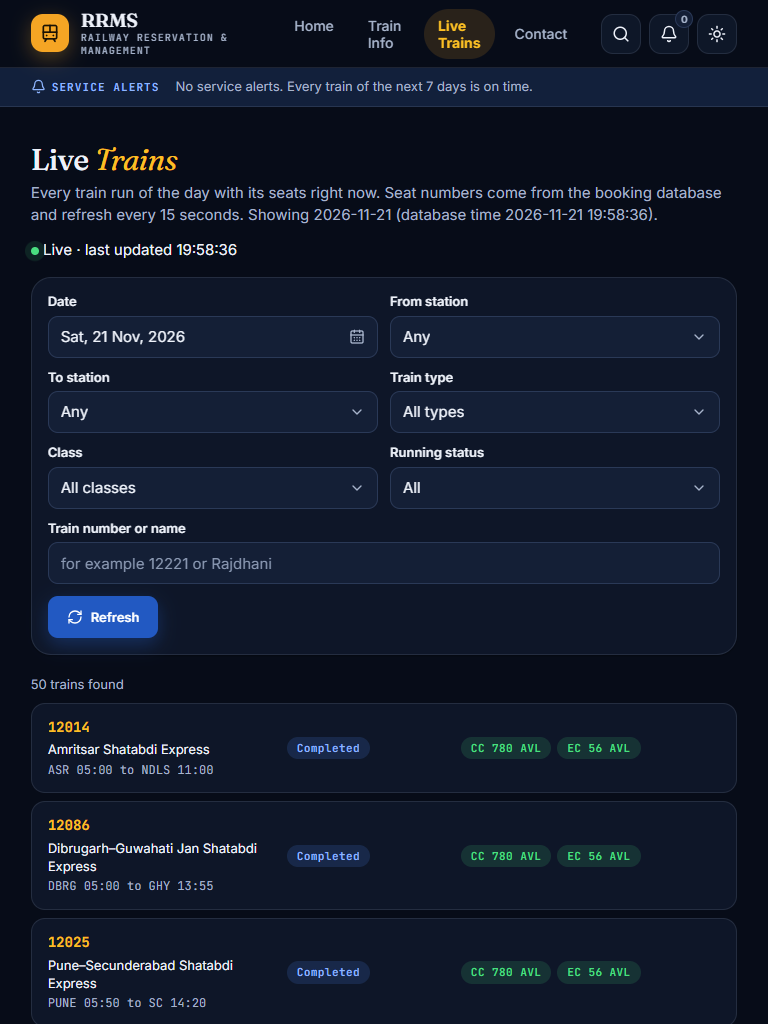 RRMS
RAILWAY RESERVATION &
MANAGEMENT
Home
Train
Info
Live
Trains
Contact
0
SERVICE ALERTS No service alerts. Every train of the next 7 days is on time.
Live Trains
Every train run of the day with its seats right now. Seat numbers come from the booking database
and refresh every 15 seconds. Showing 2026-11-21 (database time 2026-11-21 19:58:36).
Live · last updated 19:58:36
Date
Sat, 21 Nov, 2026
From station
Any
To station
Any
Train type
All types
Class
All classes
Running status
All
Train number or name
for example 12221 or Rajdhani
Refresh
50 trains found
12014
Amritsar Shatabdi Express
ASR 05:00 to NDLS 11:00
Completed
CC 780 AVL EC 56 AVL
12086
Dibrugarh–Guwahati Jan Shatabdi
Express
DBRG 05:00 to GHY 13:55
Completed
CC 780 AVL EC 56 AVL
12025
Pune–Secunderabad Shatabdi
Express
PUNE 05:50 to SC 14:20
Completed
CC 780 AVL EC 56 AVL